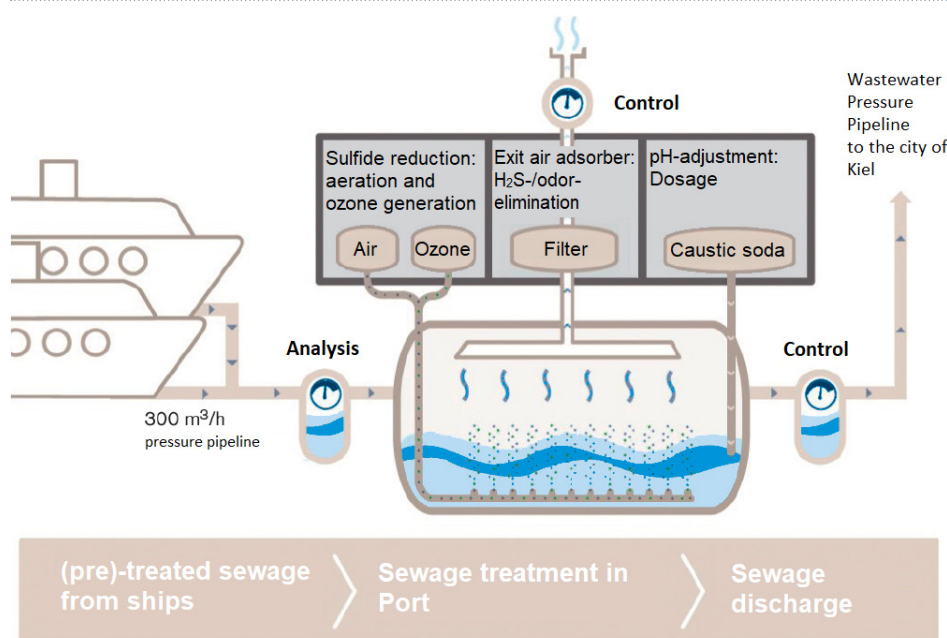 Control
Wastewater
Pressure
Pipeline
to the city of
Kiel
Sulfide reduction:
aeration and
ozone generation
Air
Ozone
Exit air adsorber:
H₂S-/odor-
elimination
Filter
pH-adjustment:
Dosage
Caustic soda
Analysis
Control
300 m³/h
pressure pipeline
(pre)-treated sewage
from ships
Sewage treatment in
Port
Sewage
discharge